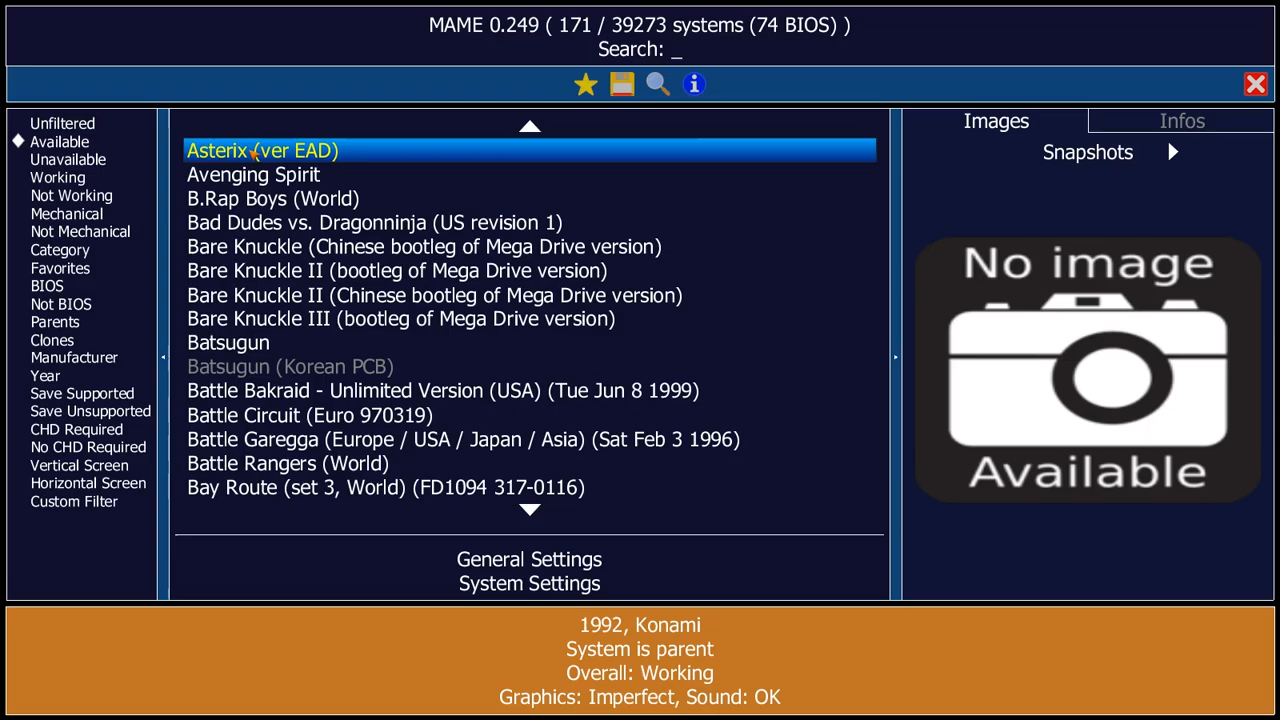 MAME 0.249 ( 171 / 39273 systems (74 BIOS) )
Search: _
Unfiltered
Available
Unavailable
Working
Not Working
Mechanical
Not Mechanical
Category
Favorites
BIOS
Not BIOS
Parents
Clones
Manufacturer
Year
Save Supported
Save Unsupported
CHD Required
No CHD Required
Vertical Screen
Horizontal Screen
Custom Filter
Asterix (ver EAD)
Avenging Spirit
B.Rap Boys (World)
Bad Dudes vs. Dragonninja (US revision 1)
Bare Knuckle (Chinese bootleg of Mega Drive version)
Bare Knuckle II (bootleg of Mega Drive version)
Bare Knuckle II (Chinese bootleg of Mega Drive version)
Bare Knuckle III (bootleg of Mega Drive version)
Batsugun
Batsugun (Korean PCB)
Battle Bakraid - Unlimited Version (USA) (Tue Jun 8 1999)
Battle Circuit (Euro 970319)
Battle Garegga (Europe / USA / Japan / Asia) (Sat Feb 3 1996)
Battle Rangers (World)
Bay Route (set 3, World) (FD1094 317-0116)
General Settings
System Settings
Images
Infos
Snapshots
No image
Available
1992, Konami
System is parent
Overall: Working
Graphics: Imperfect, Sound: OK